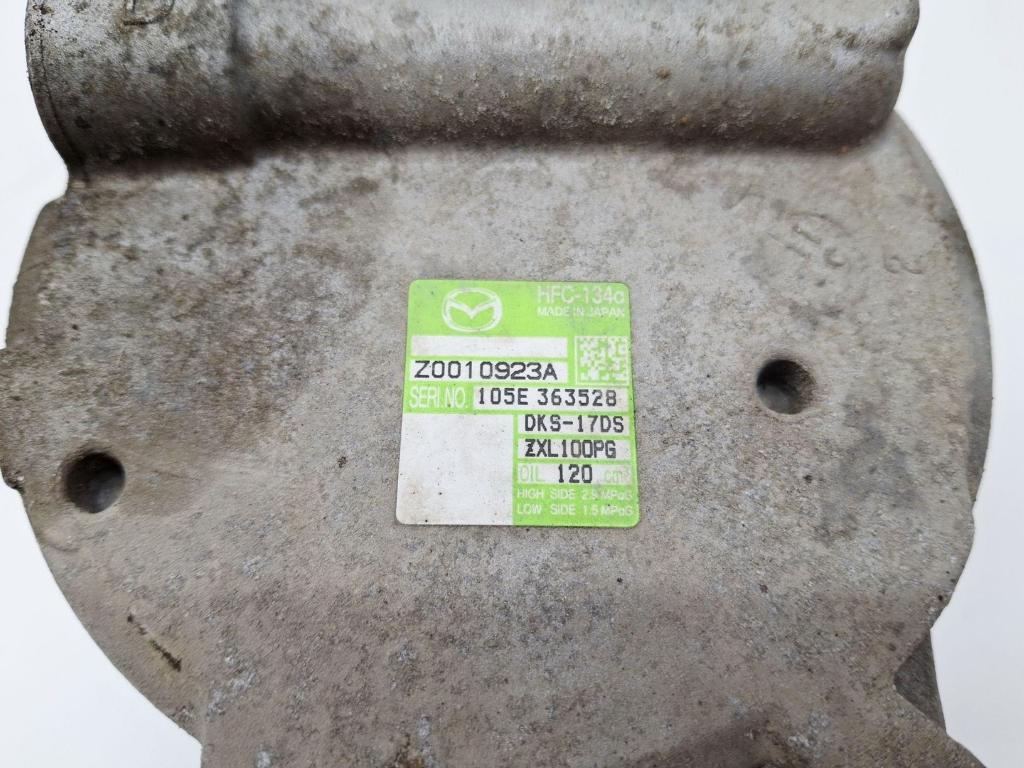 HFC-134a
MADE IN JAPAN
Z0010923A
SERI.NO. 105E 363528
DKS-17DS
ZXL100PG
OIL 120 cm³
HIGH SIDE 2.9 MPaG
LOW SIDE 1.5 MPaG